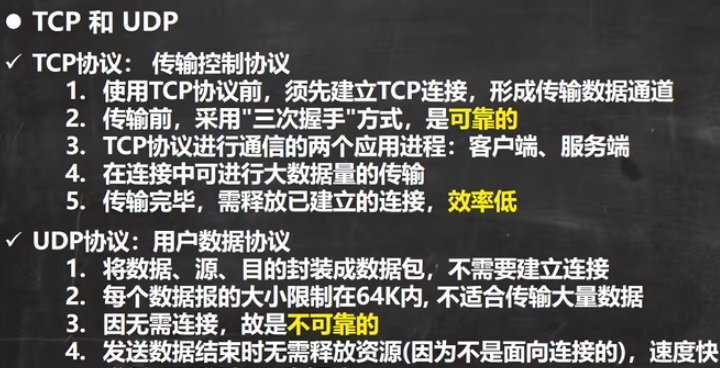 ● TCP 和 UDP
✓ TCP协议： 传输控制协议
1. 使用TCP协议前，须先建立TCP连接，形成传输数据通道
2. 传输前，采用"三次握手"方式，是可靠的
3. TCP协议进行通信的两个应用进程：客户端、服务端
4. 在连接中可进行大数据量的传输
5. 传输完毕，需释放已建立的连接，效率低
✓ UDP协议：用户数据协议
1. 将数据、源、目的封装成数据包，不需要建立连接
2. 每个数据报的大小限制在64K内, 不适合传输大量数据
3. 因无需连接，故是不可靠的
4. 发送数据结束时无需释放资源(因为不是面向连接的)，速度快